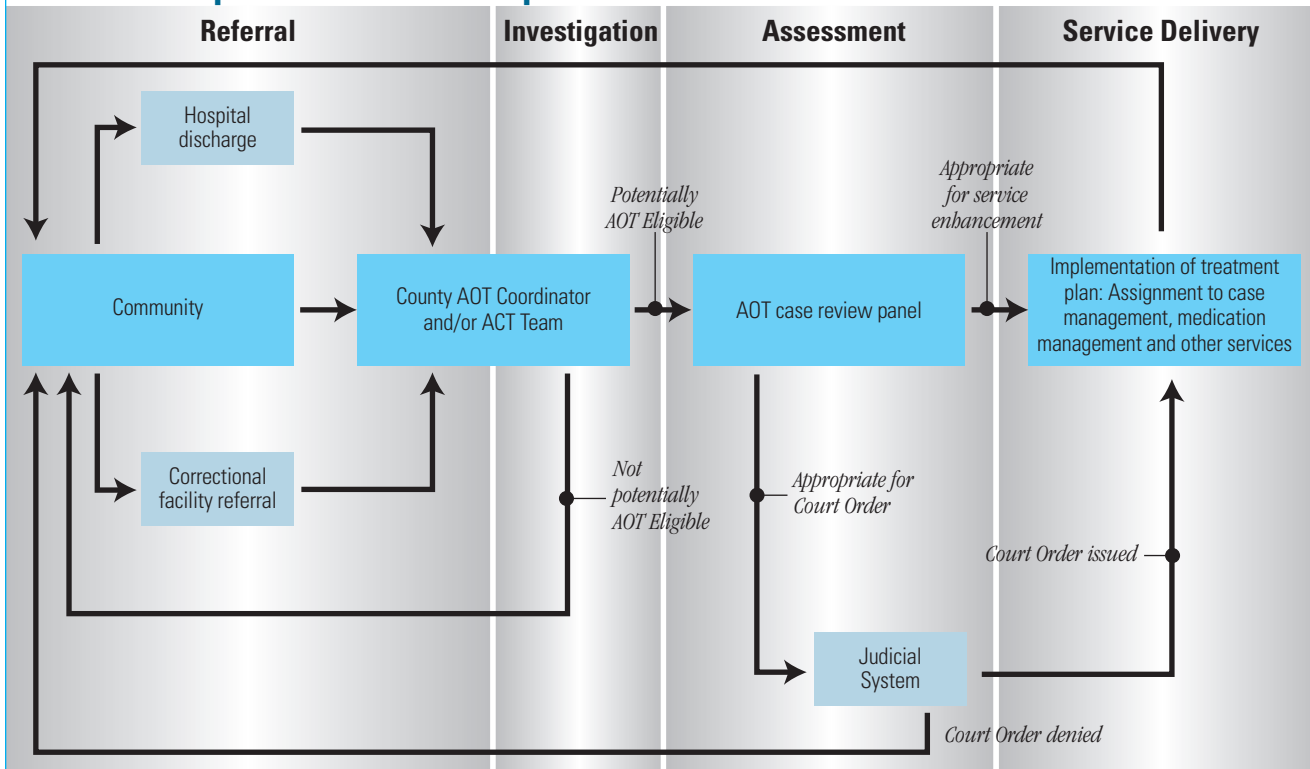 Referral
Investigation
Assessment
Service Delivery
Hospital
discharge
Potentially
AOT Eligible
Appropriate
for service
enhancement
Community
County AOT Coordinator
and/or ACT Team
AOT case review panel
Implementation of treatment
plan: Assignment to case
management, medication
management and other services
Correctional
facility referral
Not
potentially
AOT Eligible
Appropriate for
Court Order
Court Order issued
Judicial
System
Court Order denied